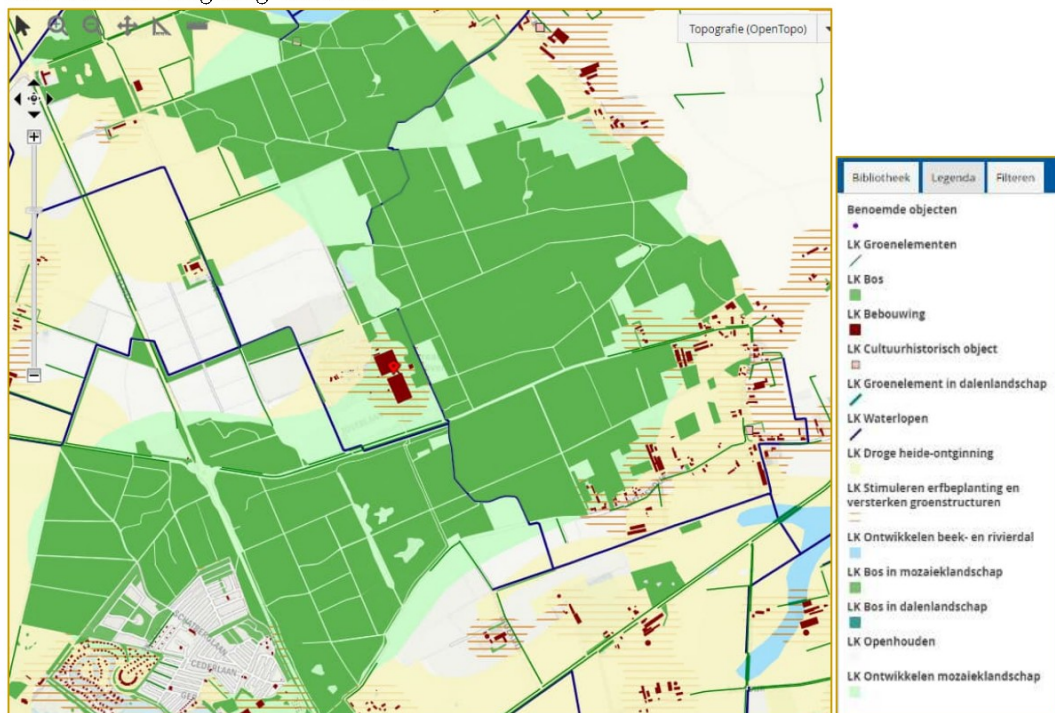 Topografie (OpenTopo)
CEDERLAAN
Bibliotheek Legenda Filteren
Benoemde objecten
LK Groenelementen
LK Bos
LK Bebouwing
LK Cultuurhistorisch object
LK Groenelement in dalenlandschap
LK Waterlopen
LK Droge heide-ontginning
LK Stimuleren erfbeplanting en
versterken groenstructuren
LK Ontwikkelen beek- en rivierdal
LK Bos in mozaieklandschap
LK Bos in dalenlandschap
LK Openhouden
LK Ontwikkelen mozaieklandschap